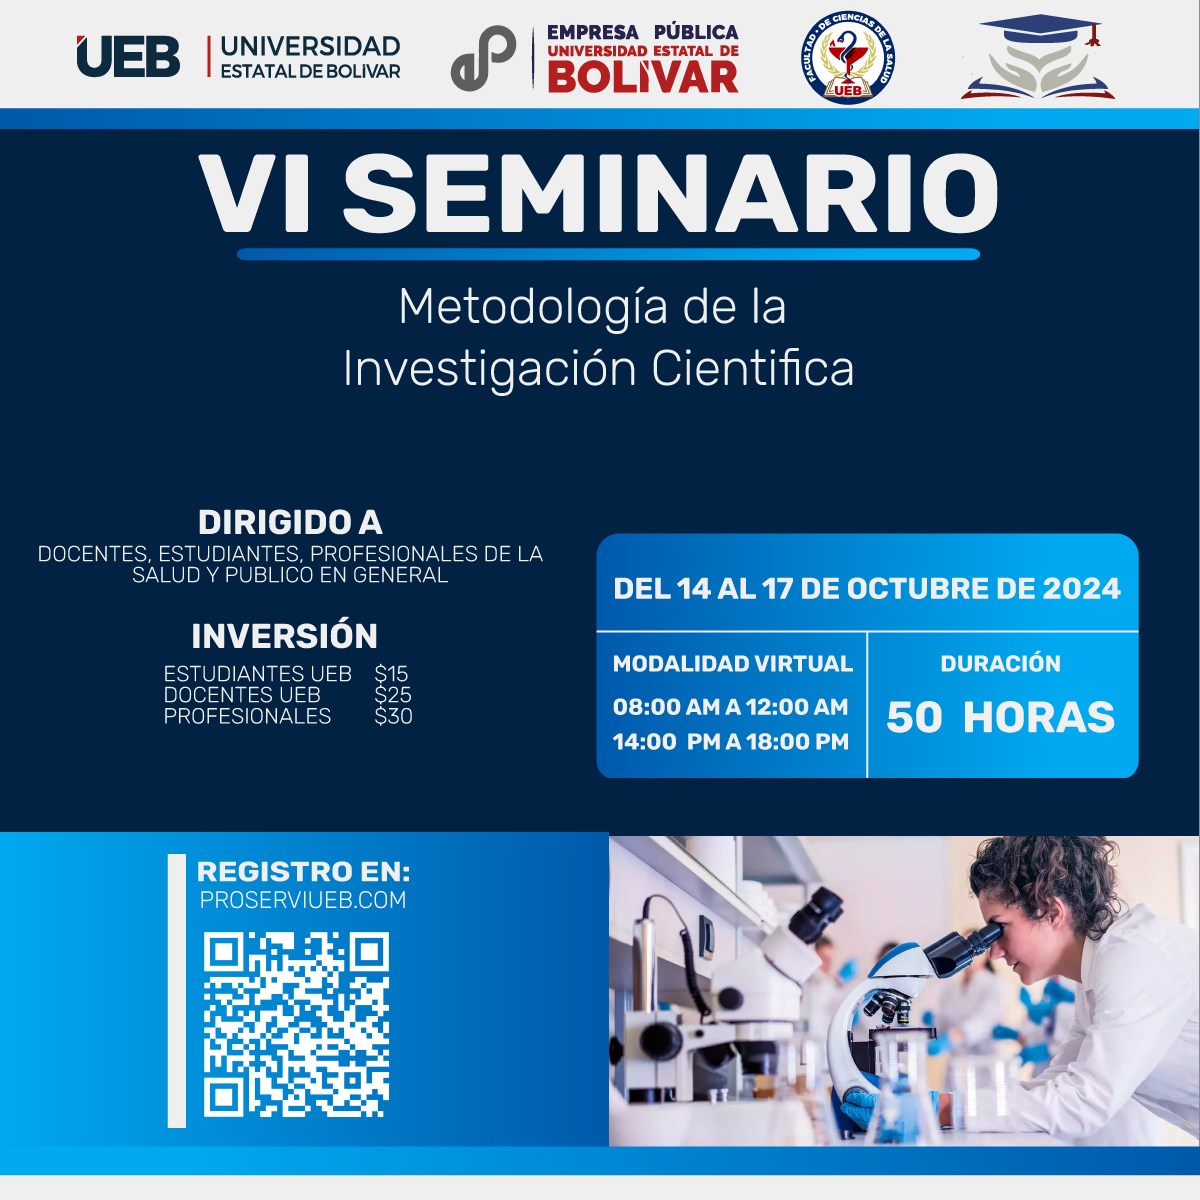 UEB
UNIVERSIDAD
ESTATAL DE BOLIVAR
ep
EMPRESA PÚBLICA
UNIVERSIDAD ESTATAL DE
BOLÍVAR
FACULTAD • DE CIENCIAS DE LA SALUD
UEB
VI SEMINARIO
Metodología de la
Investigación Cientifica
DIRIGIDO A
DOCENTES, ESTUDIANTES, PROFESIONALES DE LA
SALUD Y PUBLICO EN GENERAL
INVERSIÓN
ESTUDIANTES UEB $15
DOCENTES UEB $25
PROFESIONALES $30
DEL 14 AL 17 DE OCTUBRE DE 2024
MODALIDAD VIRTUAL
08:00 AM A 12:00 AM
14:00 PM A 18:00 PM
DURACIÓN
50 HORAS
REGISTRO EN:
PROSERVIUEB.COM